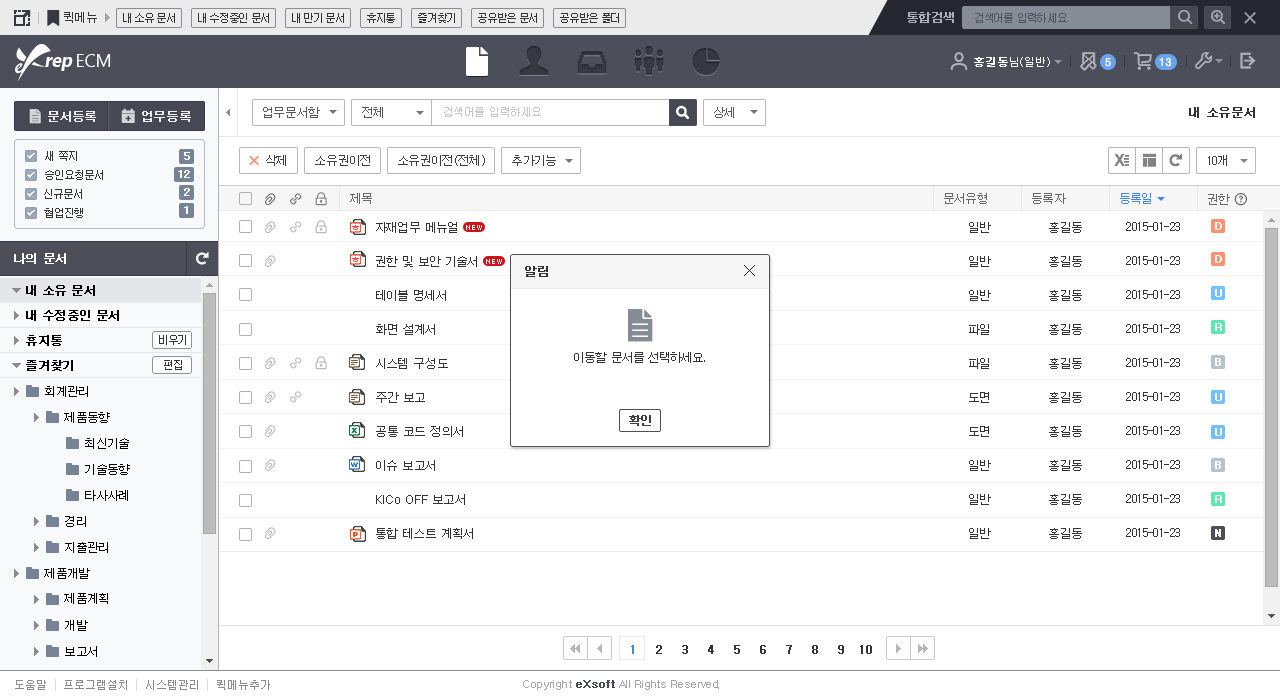 퀵메뉴 내 소유 문서 내 수정중인 문서 내 만기 문서 휴지통 즐겨찾기 공유받은 문서 공유받은 폴더 통합검색 검색어를 입력하세요
Xrep ECM 홍길동님(일반) 5 13
문서등록 업무등록
새 쪽지 5
승인요청문서 12
신규문서 2
협업진행 1
나의 문서
내 소유 문서
내 수정중인 문서
휴지통 비우기
즐겨찾기 편집
회계관리
제품동향
최신기술
기술동향
타사사례
경리
지출관리
제품개발
제품계획
개발
보고서
업무문서함 전체 검색어를 입력하세요 상세 내 소유문서
삭제 소유권이전 소유권이전(전체) 추가기능 10개
제목 문서유형 등록자 등록일 권한
자재업무 메뉴얼 NEW 일반 홍길동 2015-01-23 D
권한 및 보안 기술서 NEW 일반 홍길동 2015-01-23 D
테이블 명세서 일반 홍길동 2015-01-23 U
화면 설계서 파일 홍길동 2015-01-23 R
시스템 구성도 파일 홍길동 2015-01-23 B
주간 보고 도면 홍길동 2015-01-23 U
공통 코드 정의서 도면 홍길동 2015-01-23 U
이슈 보고서 일반 홍길동 2015-01-23 B
KICo OFF 보고서 일반 홍길동 2015-01-23 R
통합 테스트 계획서 일반 홍길동 2015-01-23 N
알림
이동할 문서를 선택하세요.
확인
1 2 3 4 5 6 7 8 9 10
도움말 프로그램설치 시스템관리 퀵메뉴추가 Copyright eXsoft All Rights Reserved.